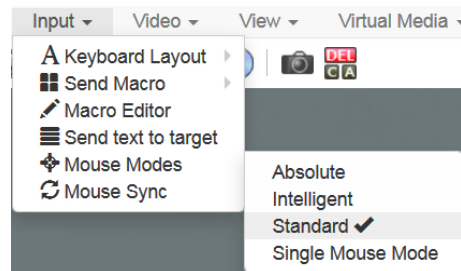 Input Video View Virtual Media
A Keyboard Layout
Send Macro
Macro Editor
Send text to target
Mouse Modes
Mouse Sync
DEL
C A
Absolute
Intelligent
Standard
Single Mouse Mode